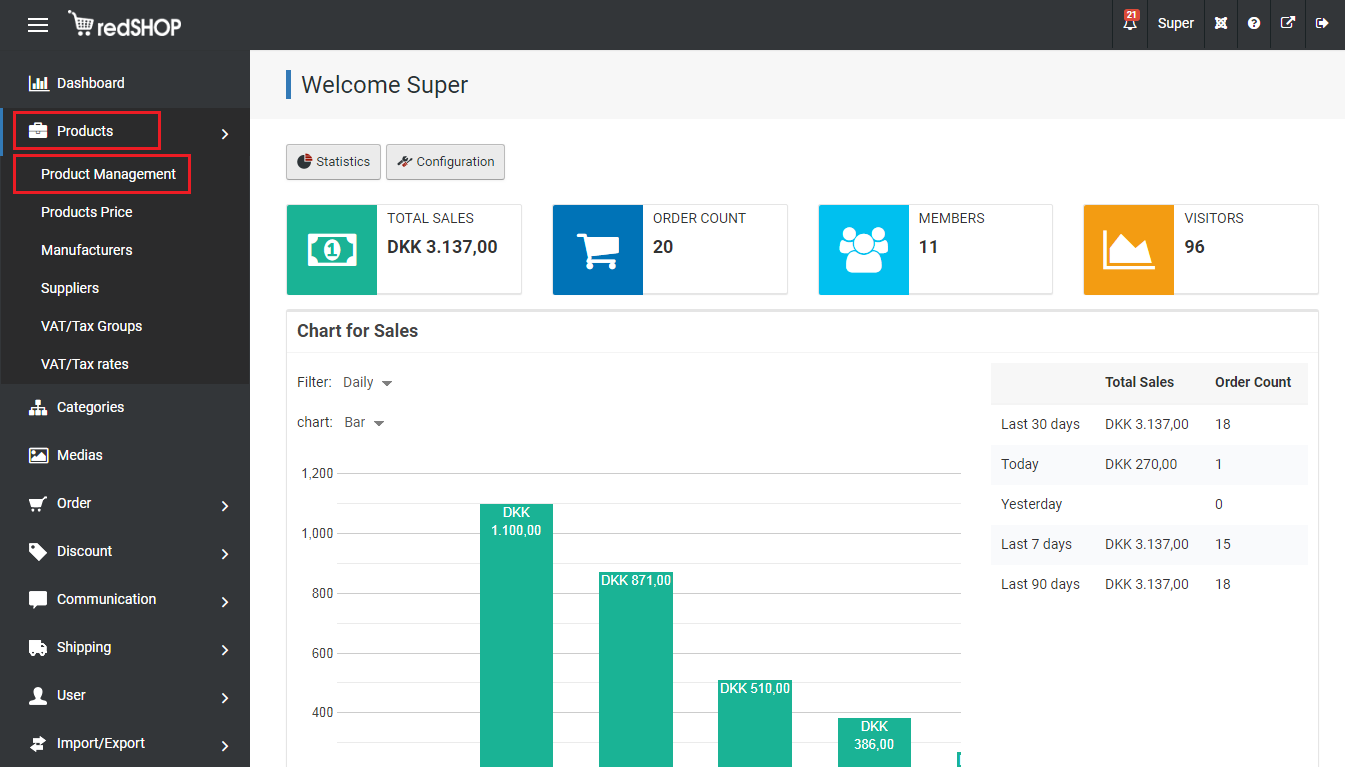 redSHOP
21
Super
Dashboard
Products
Product Management
Products Price
Manufacturers
Suppliers
VAT/Tax Groups
VAT/Tax rates
Categories
Medias
Order
Discount
Communication
Shipping
User
Import/Export
Welcome Super
Statistics
Configuration
1
TOTAL SALES
DKK 3.137,00
ORDER COUNT
20
MEMBERS
11
VISITORS
96
Chart for Sales
Filter: Daily
chart: Bar
1,200
1,000
800
600
400
DKK
1.100,00
DKK 871,00
DKK 510,00
DKK
386,00
Total Sales Order Count
Last 30 days DKK 3.137,00 18
Today DKK 270,00 1
Yesterday 0
Last 7 days DKK 3.137,00 15
Last 90 days DKK 3.137,00 18